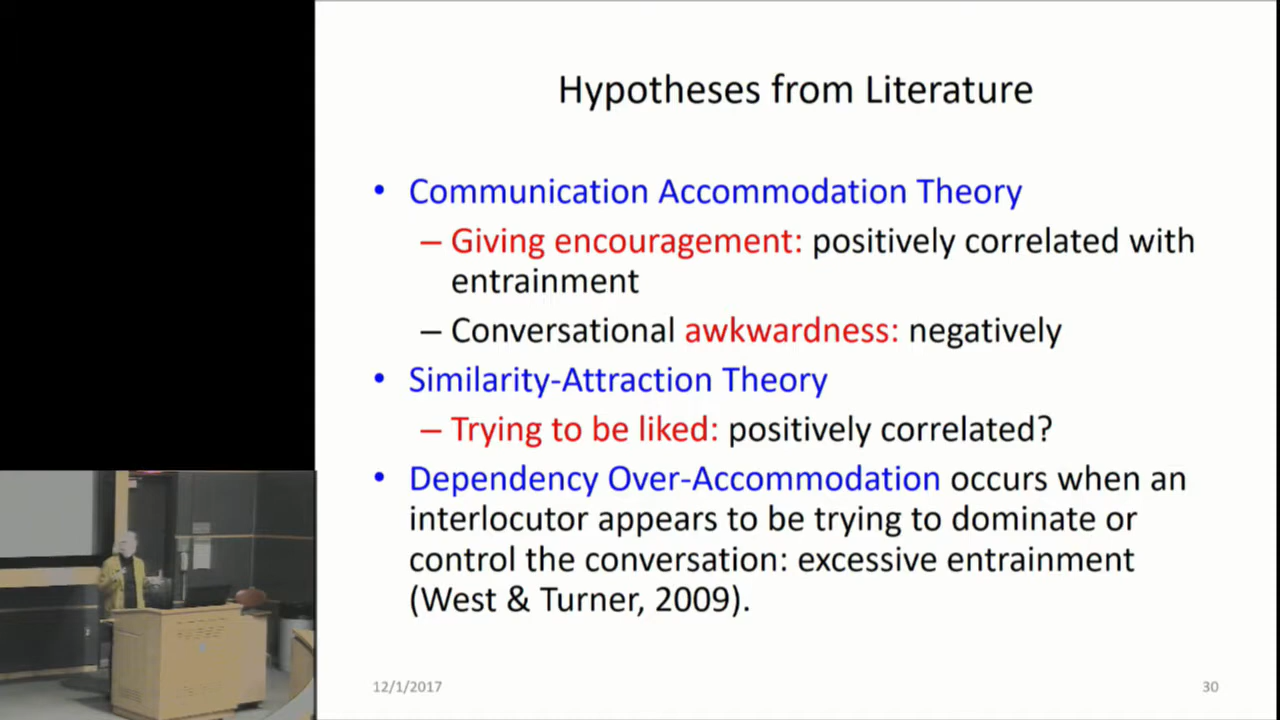 Hypotheses from Literature
• Communication Accommodation Theory
– Giving encouragement: positively correlated with
entrainment
– Conversational awkwardness: negatively
• Similarity-Attraction Theory
– Trying to be liked: positively correlated?
• Dependency Over-Accommodation occurs when an
interlocutor appears to be trying to dominate or
control the conversation: excessive entrainment
(West & Turner, 2009).
12/1/2017
30